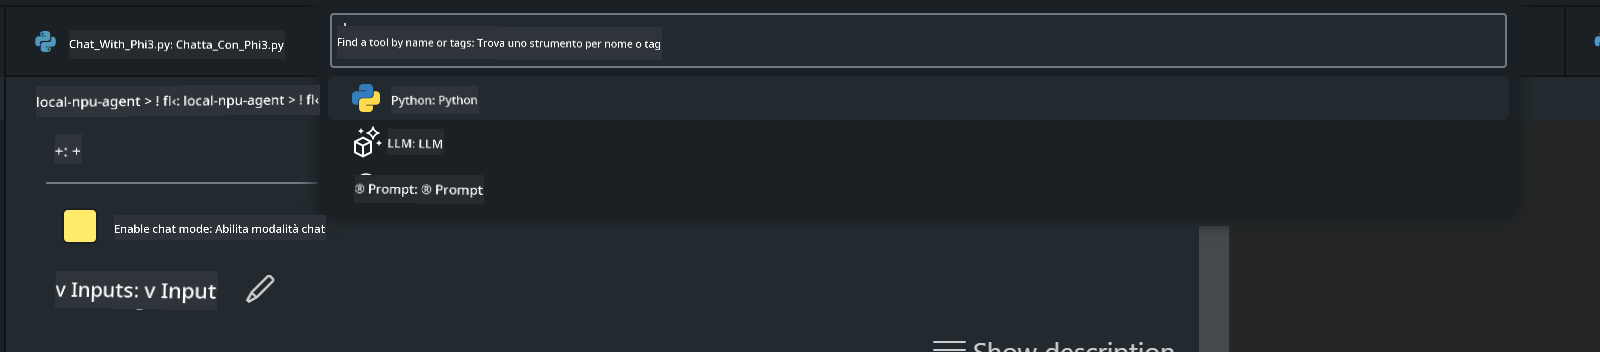 Chat_With_Phi3.py: Chatta_Con_Phi3.py
Find a tool by name or tags: Trova uno strumento per nome o tag
local-npu-agent > ! fl‹: local-npu-agent > ! fl‹
Python: Python
+: +
LLM: LLM
® Prompt: ® Prompt
Enable chat mode: Abilita modalità chat
v Inputs: v Input
Show description